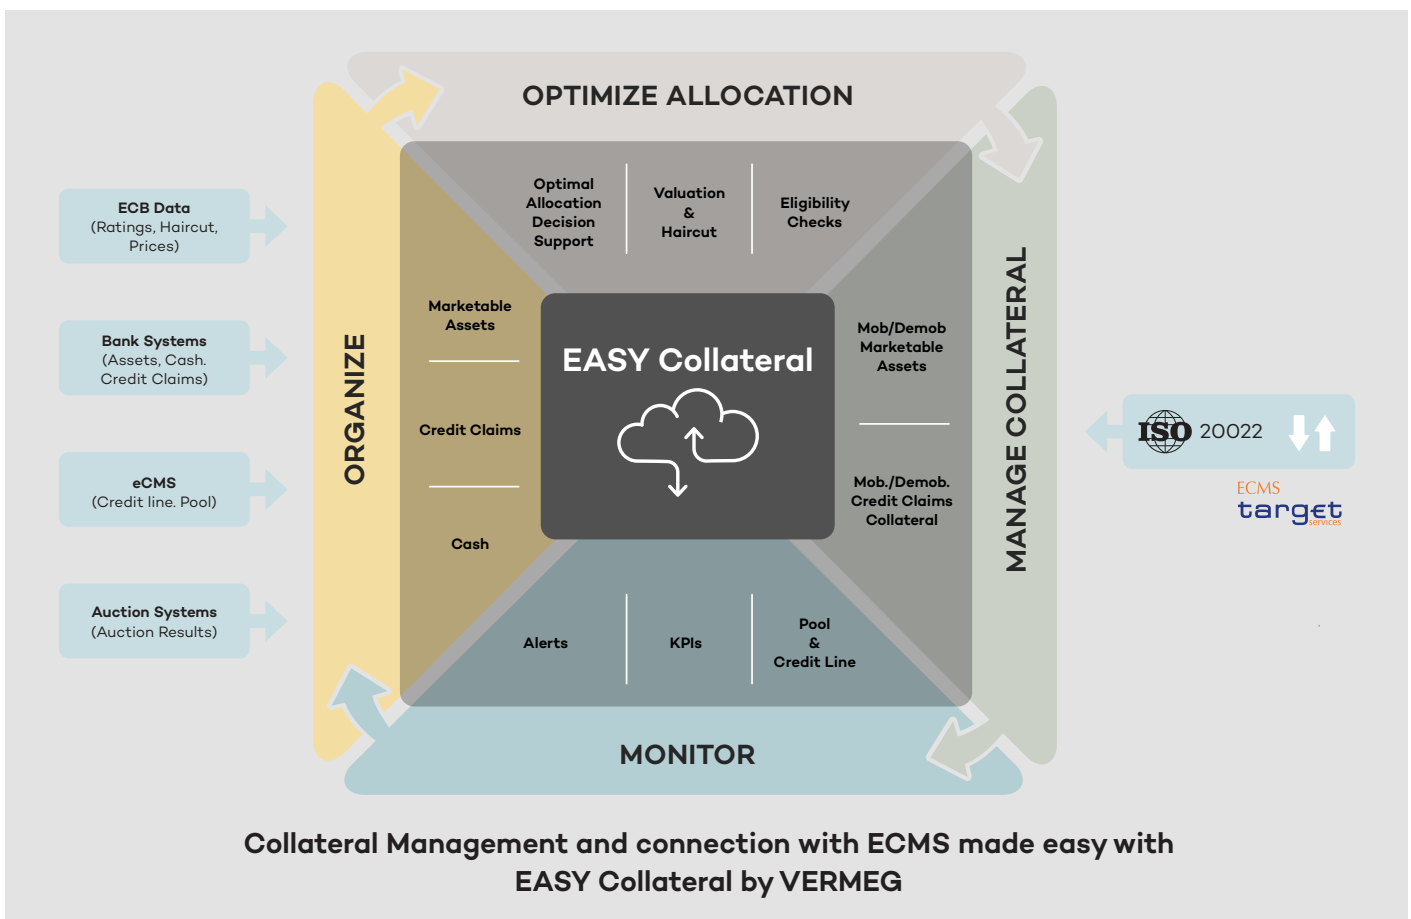 OPTIMIZE ALLOCATION
Optimal
Allocation
Decision
Support
Valuation
&
Haircut
Eligibility
Checks
ECB Data
(Ratings, Haircut,
Prices)
Bank Systems
(Assets, Cash.
Credit Claims)
eCMS
(Credit line. Pool)
Auction Systems
(Auction Results)
ORGANIZE
Marketable
Assets
Credit Claims
Cash
EASY Collateral
Mob/Demob
Marketable
Assets
Mob./Demob.
Credit Claims
Collateral
MANAGE COLLATERAL
ISO 20022
ECMS
target
services
Alerts
KPIs
Pool
&
Credit Line
MONITOR
Collateral Management and connection with ECMS made easy with
EASY Collateral by VERMEG